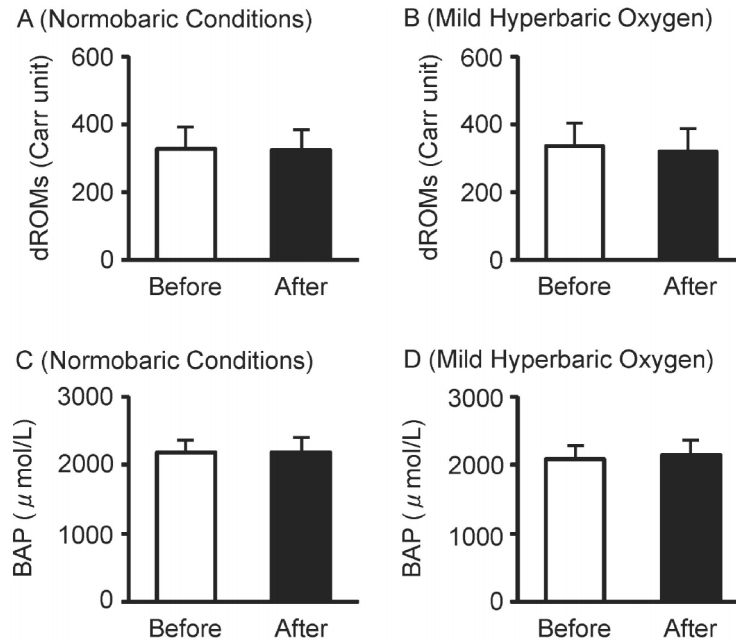 A (Normobaric Conditions)
dROMs (Carr unit)
600
400
200
0
Before After
B (Mild Hyperbaric Oxygen)
dROMs (Carr unit)
600
400
200
0
Before After
C (Normobaric Conditions)
BAP ( μ mol/L)
3000
2000
1000
0
Before After
D (Mild Hyperbaric Oxygen)
BAP ( μ mol/L)
3000
2000
1000
0
Before After